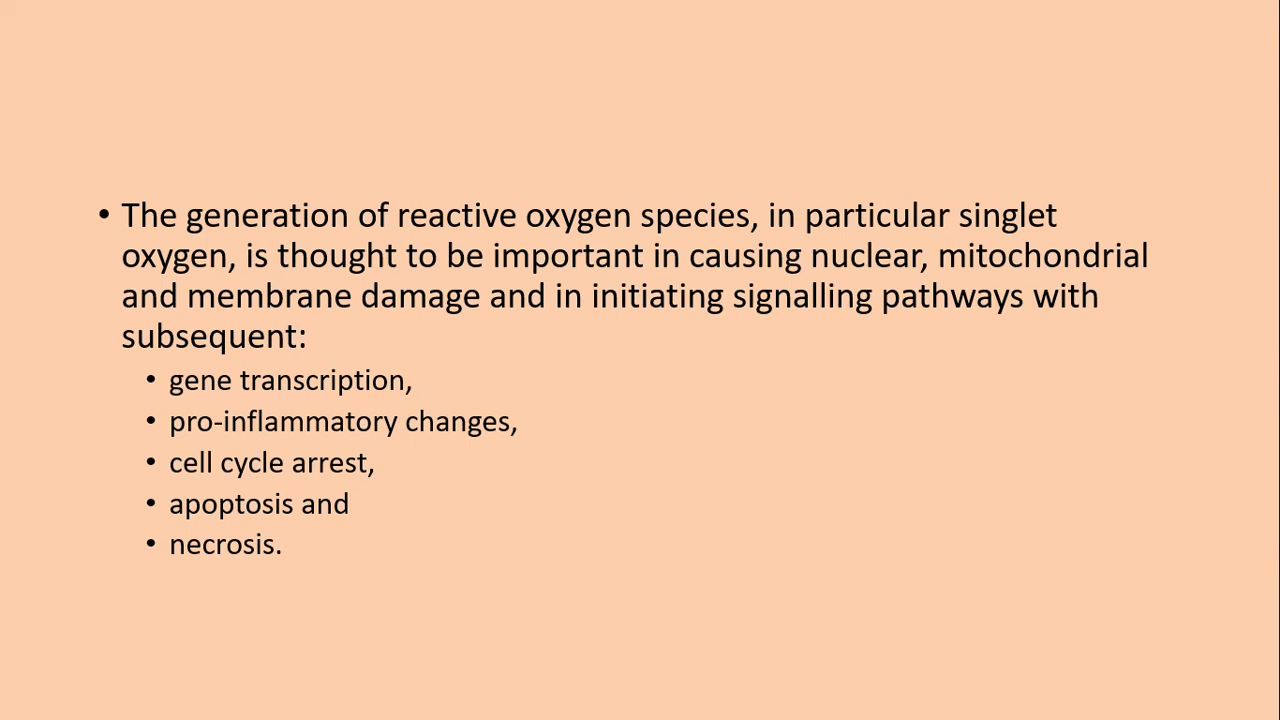 • The generation of reactive oxygen species, in particular singlet
oxygen, is thought to be important in causing nuclear, mitochondrial
and membrane damage and in initiating signalling pathways with
subsequent:
• gene transcription,
• pro-inflammatory changes,
• cell cycle arrest,
• apoptosis and
• necrosis.